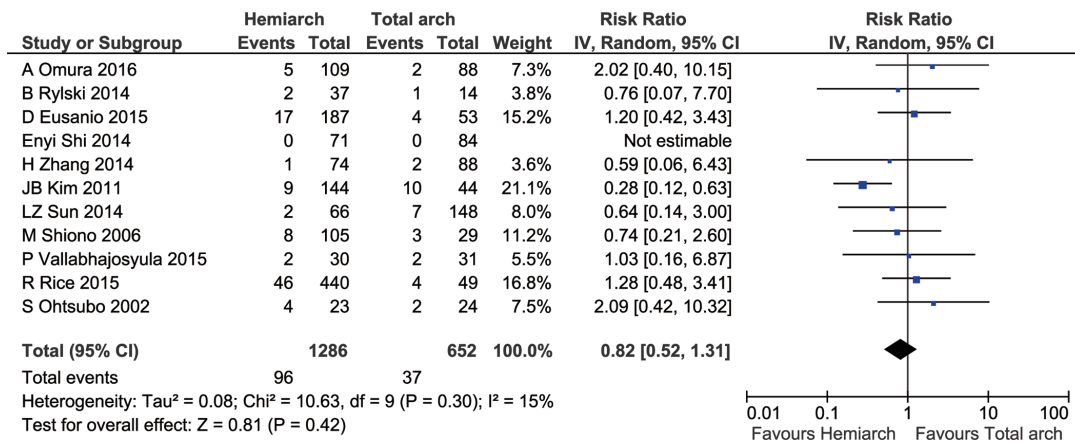 Hemiarch Total arch Risk Ratio Risk Ratio
Study or Subgroup Events Total Events Total Weight IV, Random, 95% CI IV, Random, 95% CI
A Omura 2016 5 109 2 88 7.3% 2.02 [0.40, 10.15]
B Rylski 2014 2 37 1 14 3.8% 0.76 [0.07, 7.70]
D Eusanio 2015 17 187 4 53 15.2% 1.20 [0.42, 3.43]
Enyi Shi 2014 0 71 0 84 Not estimable
H Zhang 2014 1 74 2 88 3.6% 0.59 [0.06, 6.43]
JB Kim 2011 9 144 10 44 21.1% 0.28 [0.12, 0.63]
LZ Sun 2014 2 66 7 148 8.0% 0.64 [0.14, 3.00]
M Shiono 2006 8 105 3 29 11.2% 0.74 [0.21, 2.60]
P Vallabhajosyula 2015 2 30 2 31 5.5% 1.03 [0.16, 6.87]
R Rice 2015 46 440 4 49 16.8% 1.28 [0.48, 3.41]
S Ohtsubo 2002 4 23 2 24 7.5% 2.09 [0.42, 10.32]
Total (95% CI) 1286 652 100.0% 0.82 [0.52, 1.31]
Total events 96 37
Heterogeneity: Tau² = 0.08; Chi² = 10.63, df = 9 (P = 0.30); I² = 15%
Test for overall effect: Z = 0.81 (P = 0.42)
0.01 0.1 1 10 100
Favours Hemiarch Favours Total arch